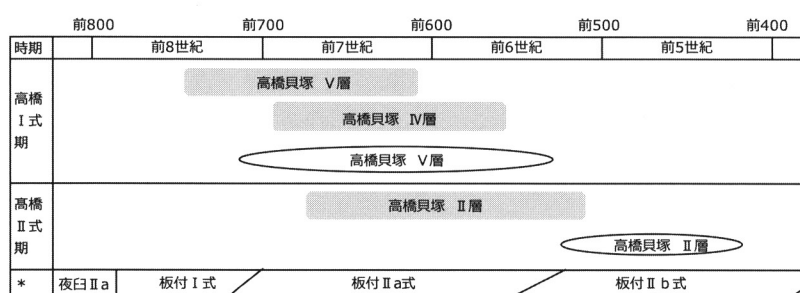 前800 前700 前600 前500 前400
時期 前8世紀 前7世紀 前6世紀 前5世紀
高橋
Ⅰ式
期
高橋貝塚 Ⅴ層
高橋貝塚 Ⅳ層
高橋貝塚 Ⅴ層
髙橋
Ⅱ式
期
高橋貝塚 Ⅱ層
高橋貝塚 Ⅱ層
* 夜臼Ⅱa 板付Ⅰ式 板付Ⅱa式 板付Ⅱb式